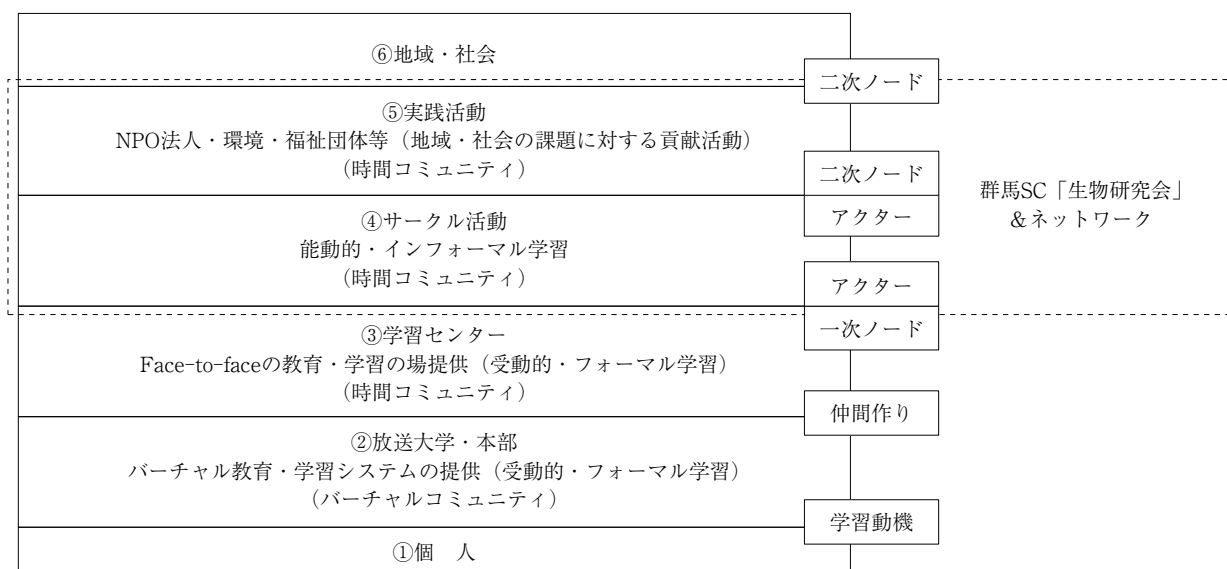 ⑥地域・社会
二次ノード
⑤実践活動
NPO法人・環境・福祉団体等（地域・社会の課題に対する貢献活動）
（時間コミュニティ）
二次ノード
アクター
群馬SC「生物研究会」
＆ネットワーク
④サークル活動
能動的・インフォーマル学習
（時間コミュニティ）
アクター
一次ノード
③学習センター
Face-to-faceの教育・学習の場提供（受動的・フォーマル学習）
（時間コミュニティ）
仲間作り
②放送大学・本部
バーチャル教育・学習システムの提供（受動的・フォーマル学習）
（バーチャルコミュニティ）
学習動機
①個　人